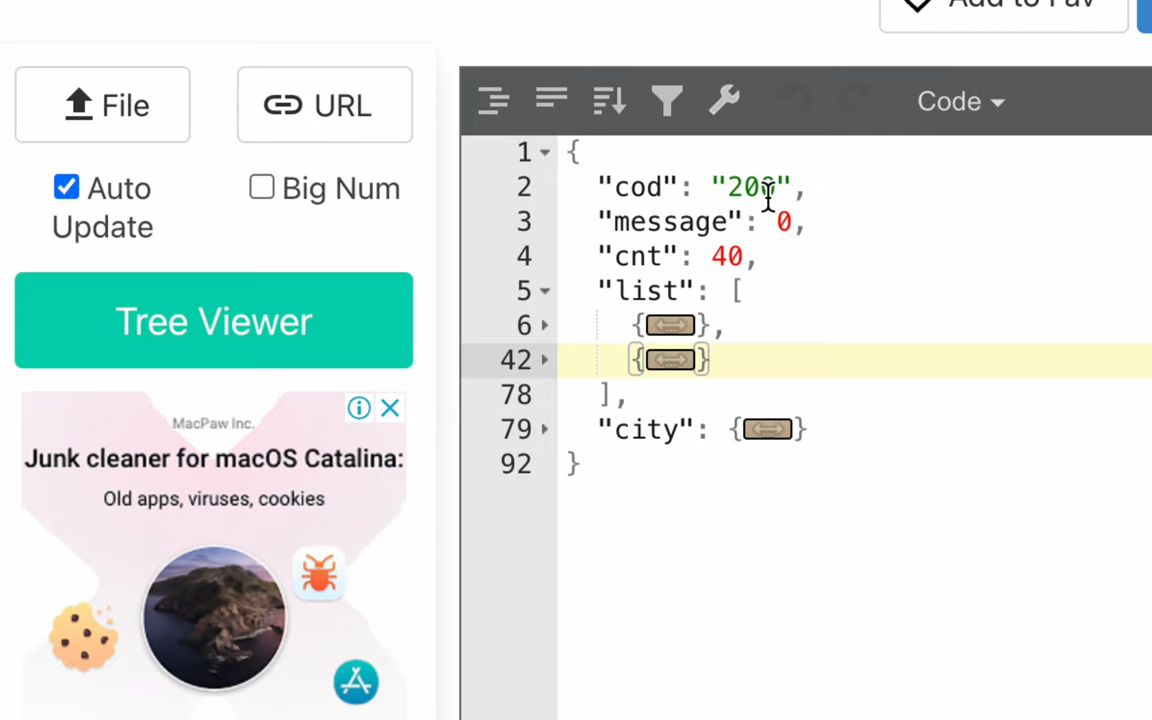 Add to Fav
File
URL
Auto Update
Big Num
Tree Viewer
MacPaw Inc.
Junk cleaner for macOS Catalina:
Old apps, viruses, cookies
Code
1 {
2 "cod": "200",
3 "message": 0,
4 "cnt": 40,
5 "list": [
6 {},
42 {}
78 ],
79 "city": {}
92 }